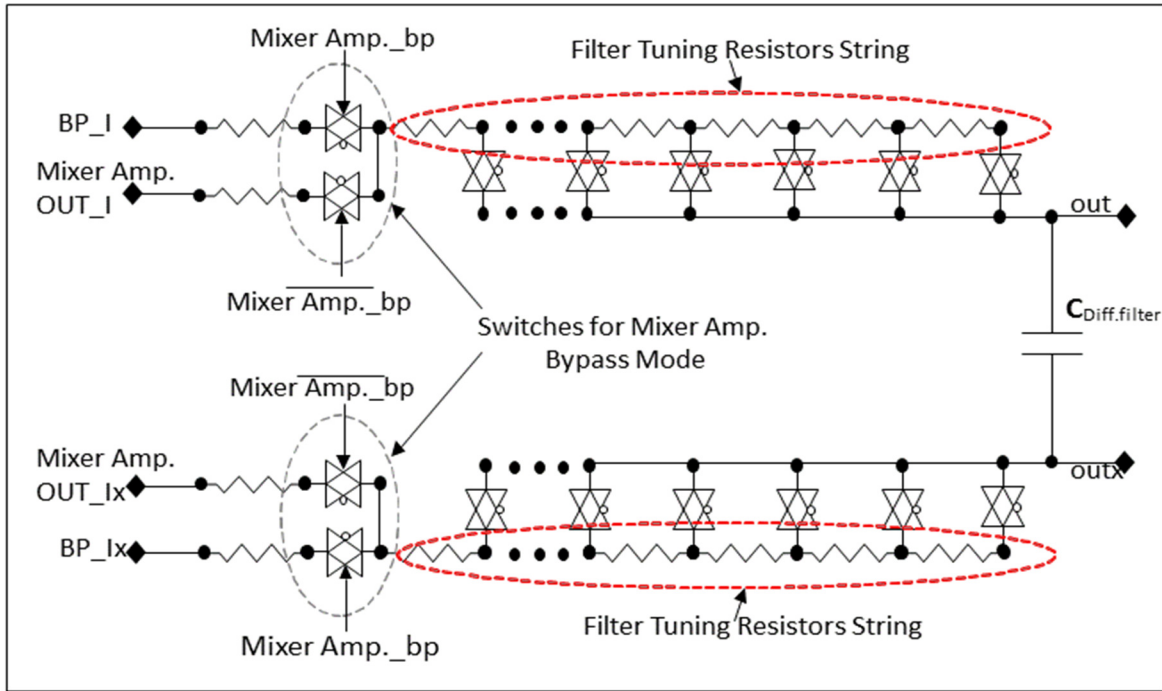 Mixer Amp._bp
Filter Tuning Resistors String
BP_I
Mixer Amp.
OUT_I
out
Mixer Amp._bp
Switches for Mixer Amp.
Bypass Mode
CDiff.filter
Mixer Amp._bp
Mixer Amp.
OUT_Ix
outx
BP_Ix
Filter Tuning Resistors String
Mixer Amp._bp